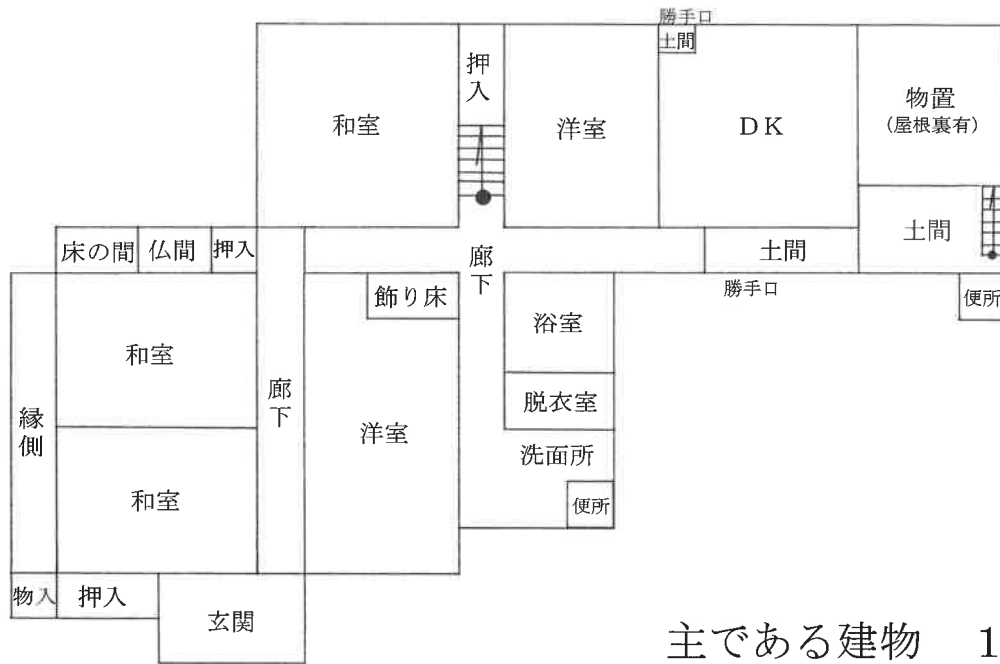 勝手口
土間
押入
和室
洋室
DK
物置
(屋根裏有)
土間
床の間
仏間
押入
廊下
土間
勝手口
便所
飾り床
浴室
和室
廊下
脱衣室
縁側
洋室
洗面所
和室
便所
物入
押入
玄関
主である建物 1